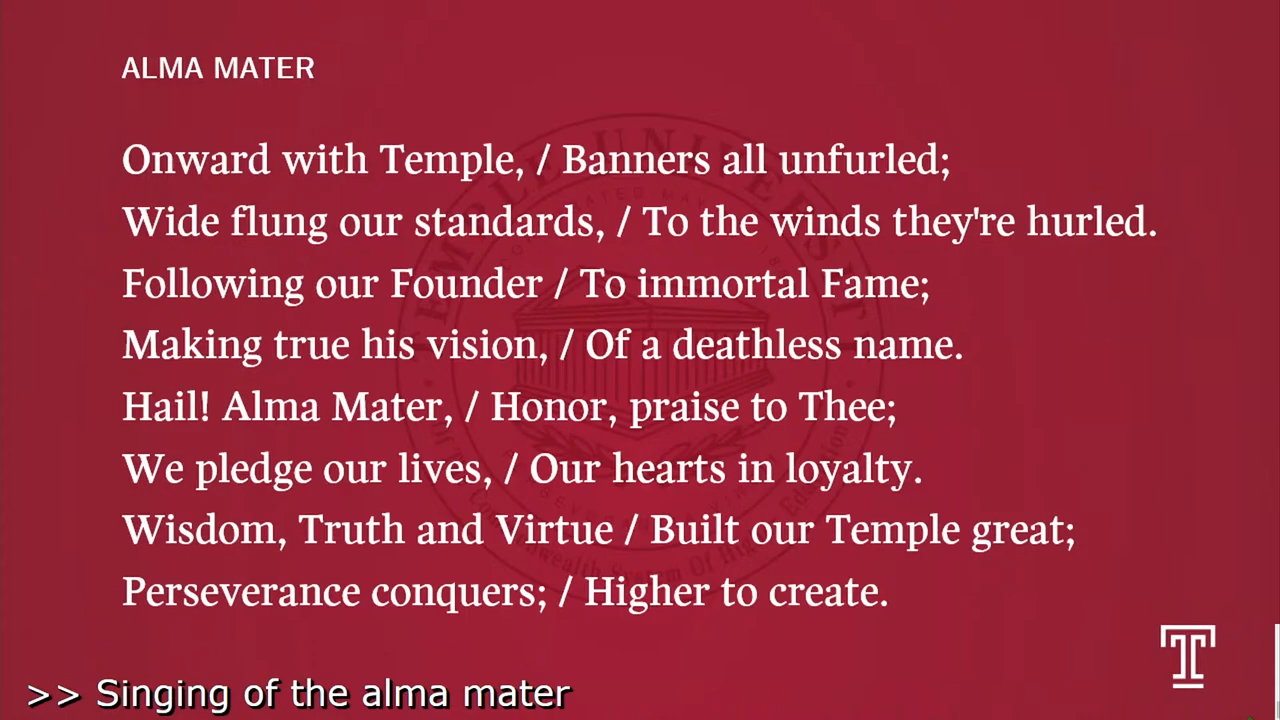 ALMA MATER
Onward with Temple, / Banners all unfurled;
Wide flung our standards, / To the winds they're hurled.
Following our Founder / To immortal Fame;
Making true his vision, / Of a deathless name.
Hail! Alma Mater, / Honor, praise to Thee;
We pledge our lives, / Our hearts in loyalty.
Wisdom, Truth and Virtue / Built our Temple great;
Perseverance conquers; / Higher to create.
>> Singing of the alma mater